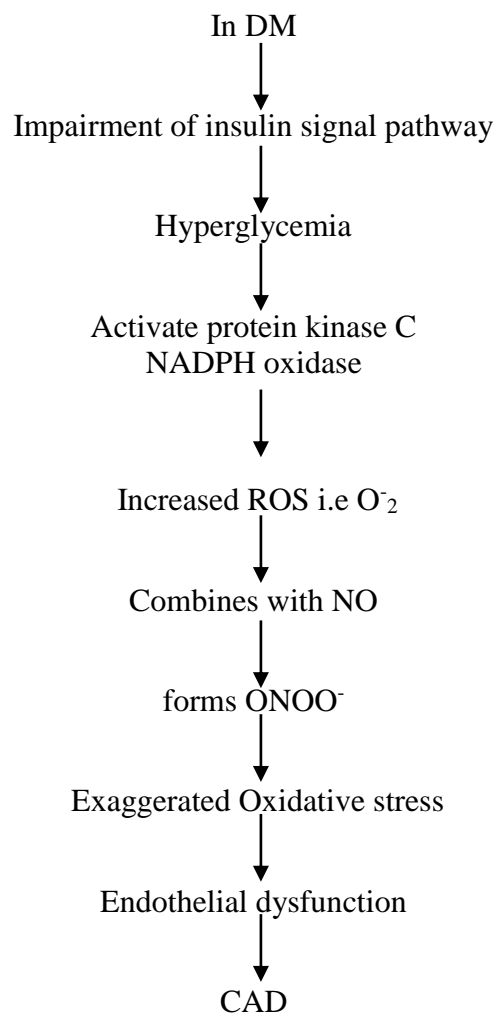 In DM
Impairment of insulin signal pathway
Hyperglycemia
Activate protein kinase C
NADPH oxidase
Increased ROS i.e O⁻₂
Combines with NO
forms ONOO⁻
Exaggerated Oxidative stress
Endothelial dysfunction
CAD